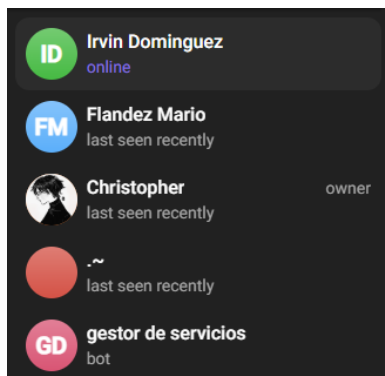 ID
Irvin Dominguez
online
FM
Flandez Mario
last seen recently
Christopher
owner
last seen recently
.~
last seen recently
GD
gestor de servicios
bot